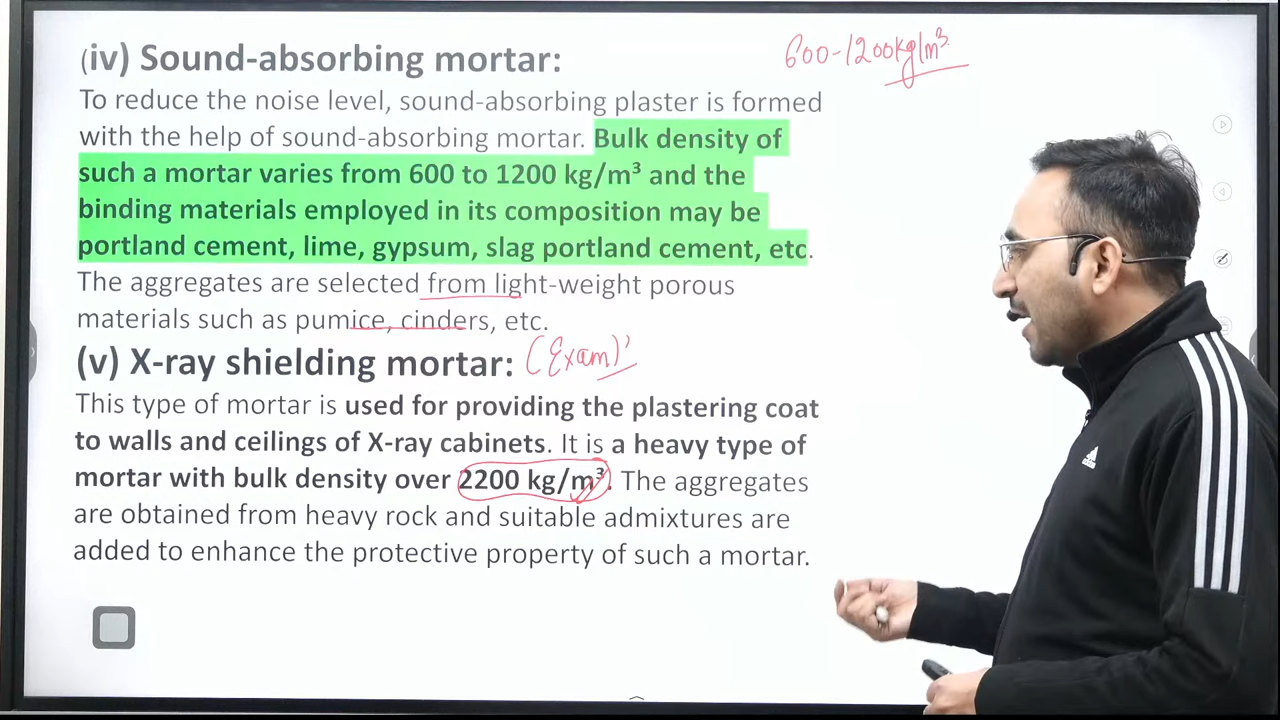 (iv) Sound-absorbing mortar:
600-1200kg/m³
To reduce the noise level, sound-absorbing plaster is formed
with the help of sound-absorbing mortar. Bulk density of
such a mortar varies from 600 to 1200 kg/m³ and the
binding materials employed in its composition may be
portland cement, lime, gypsum, slag portland cement, etc.
The aggregates are selected from light-weight porous
materials such as pumice, cinders, etc.
(v) X-ray shielding mortar: (Exam)'
This type of mortar is used for providing the plastering coat
to walls and ceilings of X-ray cabinets. It is a heavy type of
mortar with bulk density over 2200 kg/m³. The aggregates
are obtained from heavy rock and suitable admixtures are
added to enhance the protective property of such a mortar.
adidas